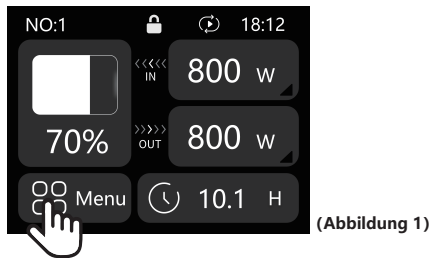 NO:1 18:12
IN 800 W
70% OUT 800 W
Menu 10.1 H
(Abbildung 1)